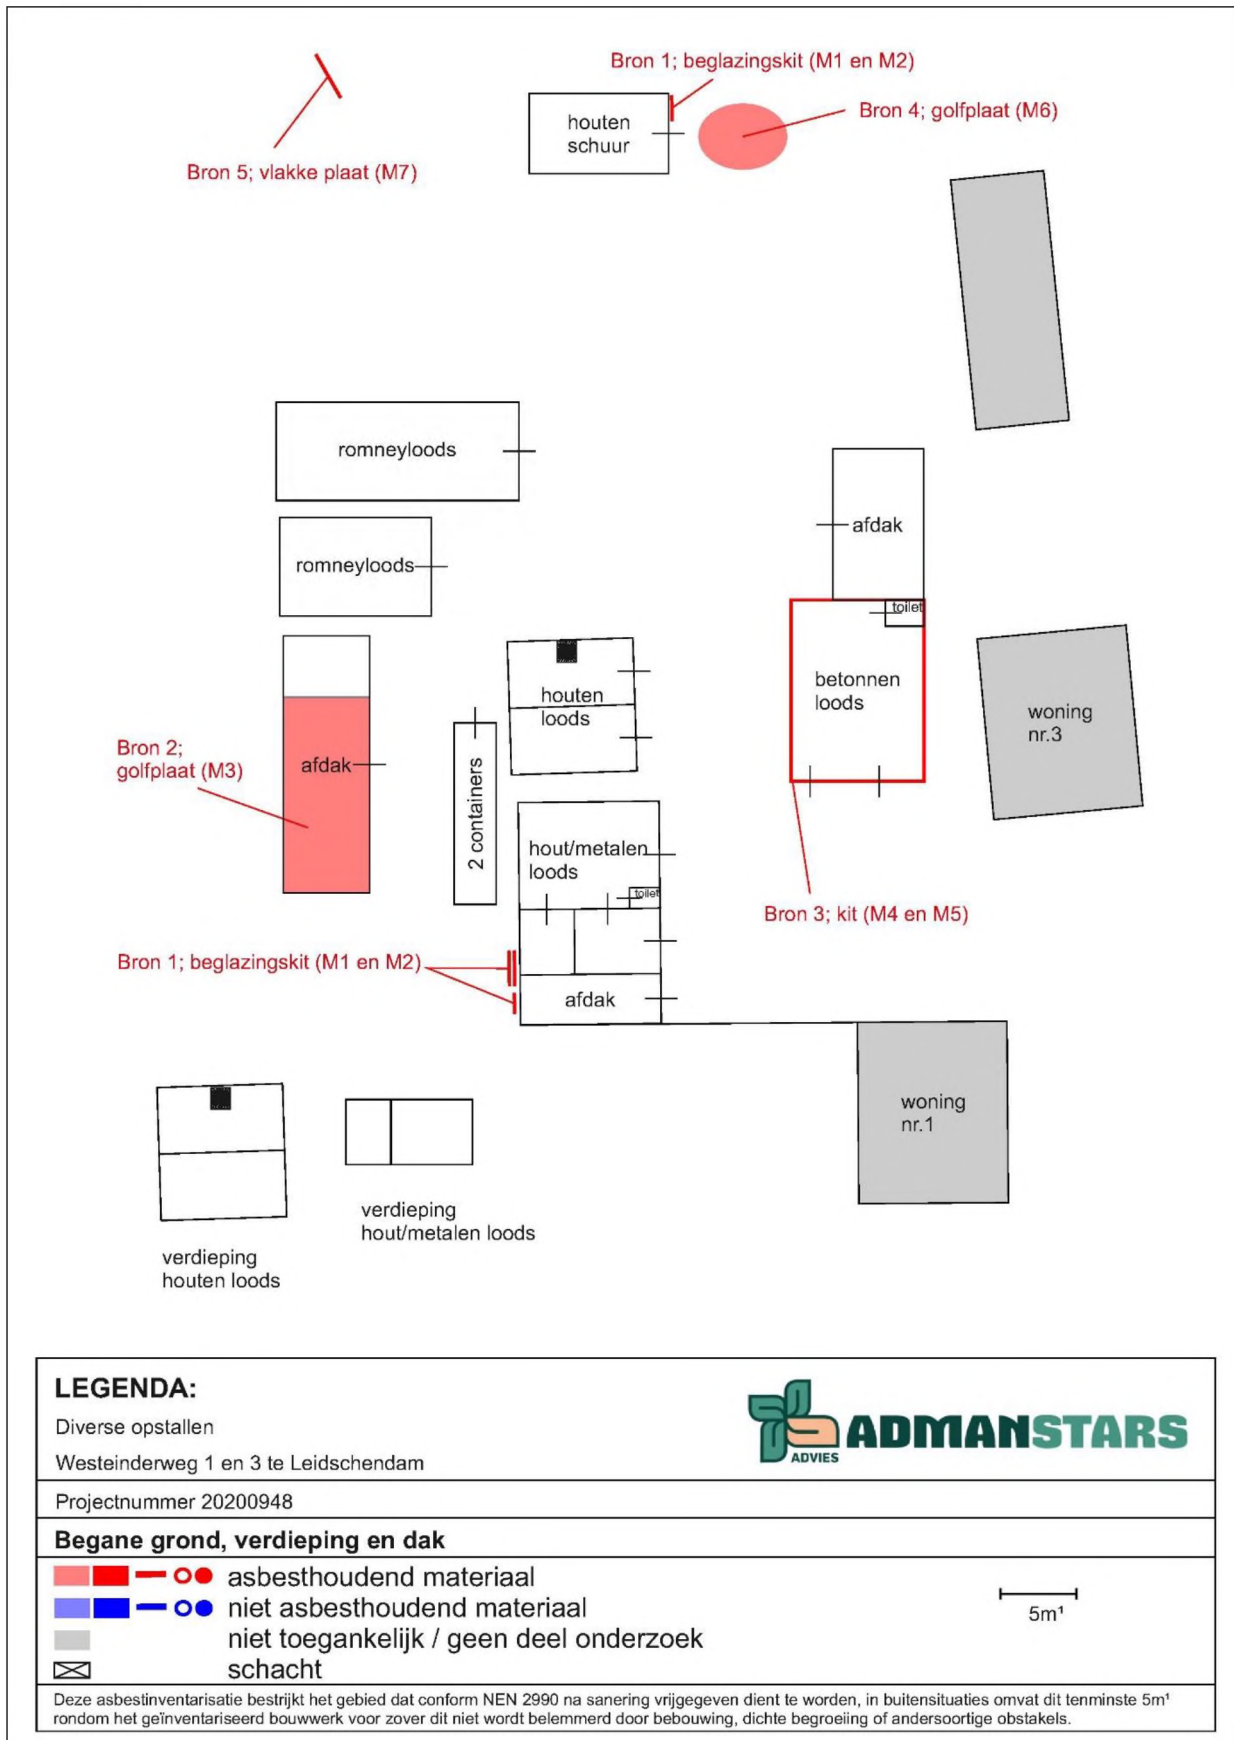 Bron 1; beglazingskit (M1 en M2)
Bron 4; golfplaat (M6)
houten
schuur
Bron 5; vlakke plaat (M7)
romneyloods
afdak
romneyloods
toilet
betonnen
loods
houten
loods
woning
nr.3
Bron 2;
golfplaat (M3)
afdak
2 containers
hout/metalen
loods
toilet
Bron 3; kit (M4 en M5)
Bron 1; beglazingskit (M1 en M2)
afdak
woning
nr.1
verdieping
hout/metalen loods
verdieping
houten loods
LEGENDA:
Diverse opstallen
Westeinderweg 1 en 3 te Leidschendam
ADVIES
ADMANSTARS
Projectnummer 20200948
Begane grond, verdieping en dak
asbesthoudend materiaal
niet asbesthoudend materiaal
niet toegankelijk / geen deel onderzoek
schacht
5m¹
Deze asbestinventarisatie bestrijkt het gebied dat conform NEN 2990 na sanering vrijgegeven dient te worden, in buitensituaties omvat dit tenminste 5m¹
rondom het geïnventariseerd bouwwerk voor zover dit niet wordt belemmerd door bebouwing, dichte begroeiing of andersoortige obstakels.